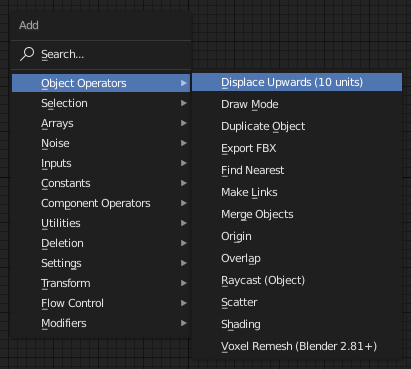 Add
Search...
Object Operators
Selection
Arrays
Noise
Inputs
Constants
Component Operators
Utilities
Deletion
Settings
Transform
Flow Control
Modifiers
Displace Upwards (10 units)
Draw Mode
Duplicate Object
Export FBX
Find Nearest
Make Links
Merge Objects
Origin
Overlap
Raycast (Object)
Scatter
Shading
Voxel Remesh (Blender 2.81+)